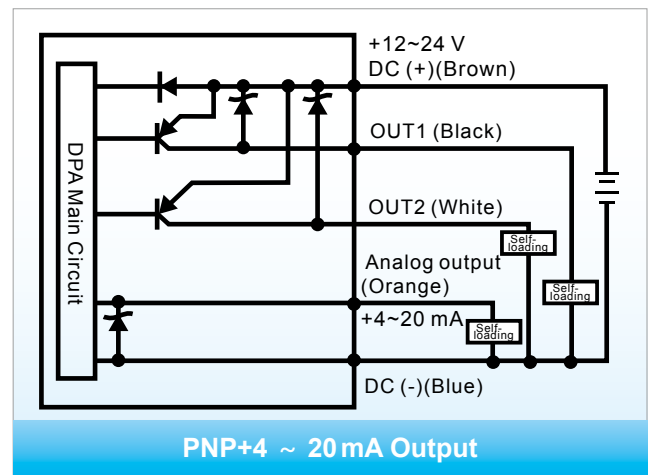 +12~24 V
DC (+)(Brown)
DPA Main Circuit
OUT1 (Black)
OUT2 (White)
Self-
loading
Analog output
(Orange)
Self-
loading
+4~20 mA
Self-
loading
DC (-)(Blue)
PNP+4 ~ 20 mA Output